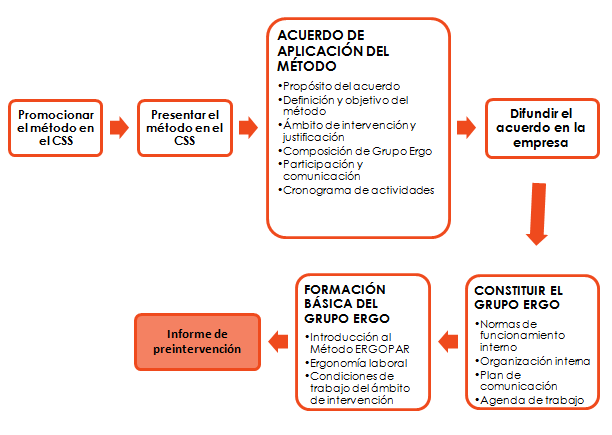 Promocionar
el método en
el CSS
Presentar el
método en el
CSS
ACUERDO DE
APLICACIÓN DEL
MÉTODO
•Propósito del acuerdo
•Definición y objetivo del
método
•Ámbito de intervención y
justificación
•Composición de Grupo Ergo
•Participación y
comunicación
•Cronograma de actividades
Difundir el
acuerdo en la
empresa
CONSTITUIR EL
GRUPO ERGO
•Normas de
funcionamiento
interno
•Organización interna
•Plan de
comunicación
•Agenda de trabajo
FORMACIÓN
BÁSICA DEL
GRUPO ERGO
•Introducción al
Método ERGOPAR
•Ergonomía laboral
•Condiciones de
trabajo del ámbito
de intervención
Informe de
preintervención